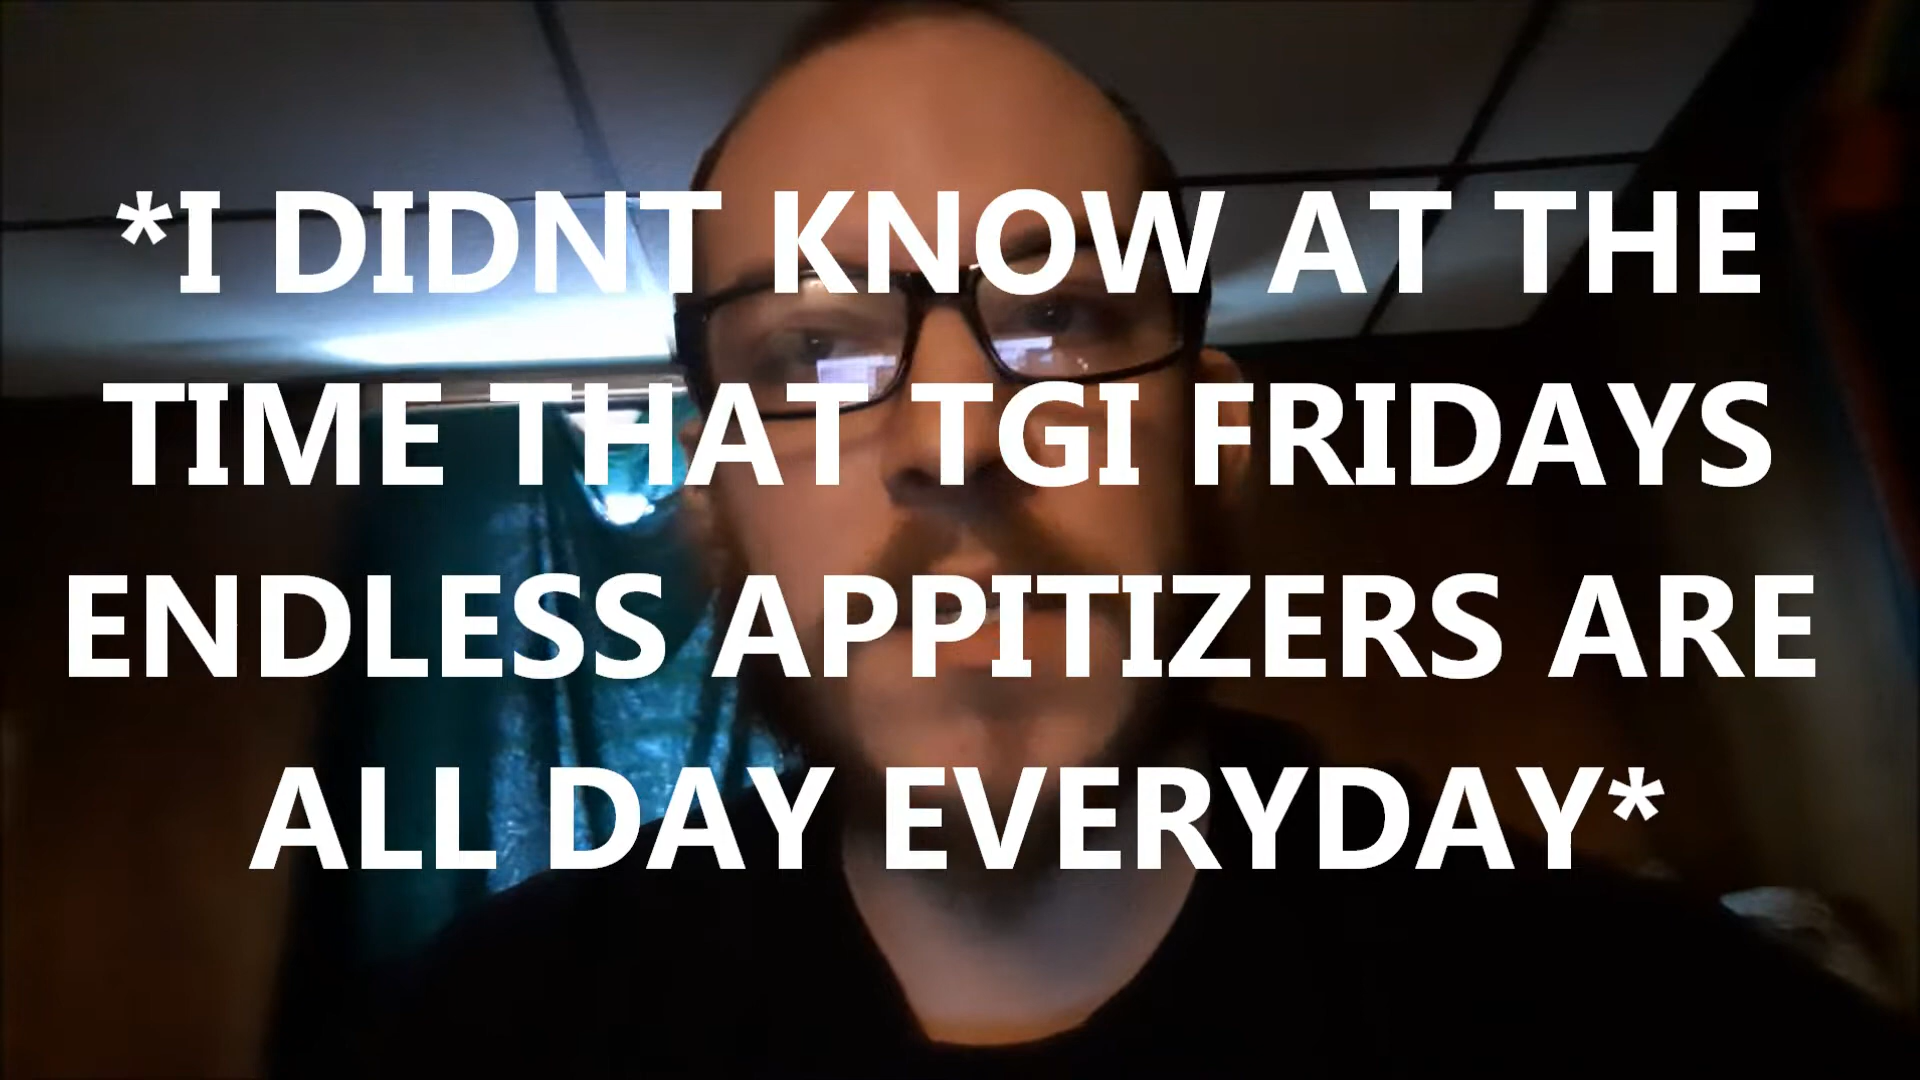 *I DIDNT KNOW AT THE
TIME THAT TGI FRIDAYS
ENDLESS APPITIZERS ARE
ALL DAY EVERYDAY*